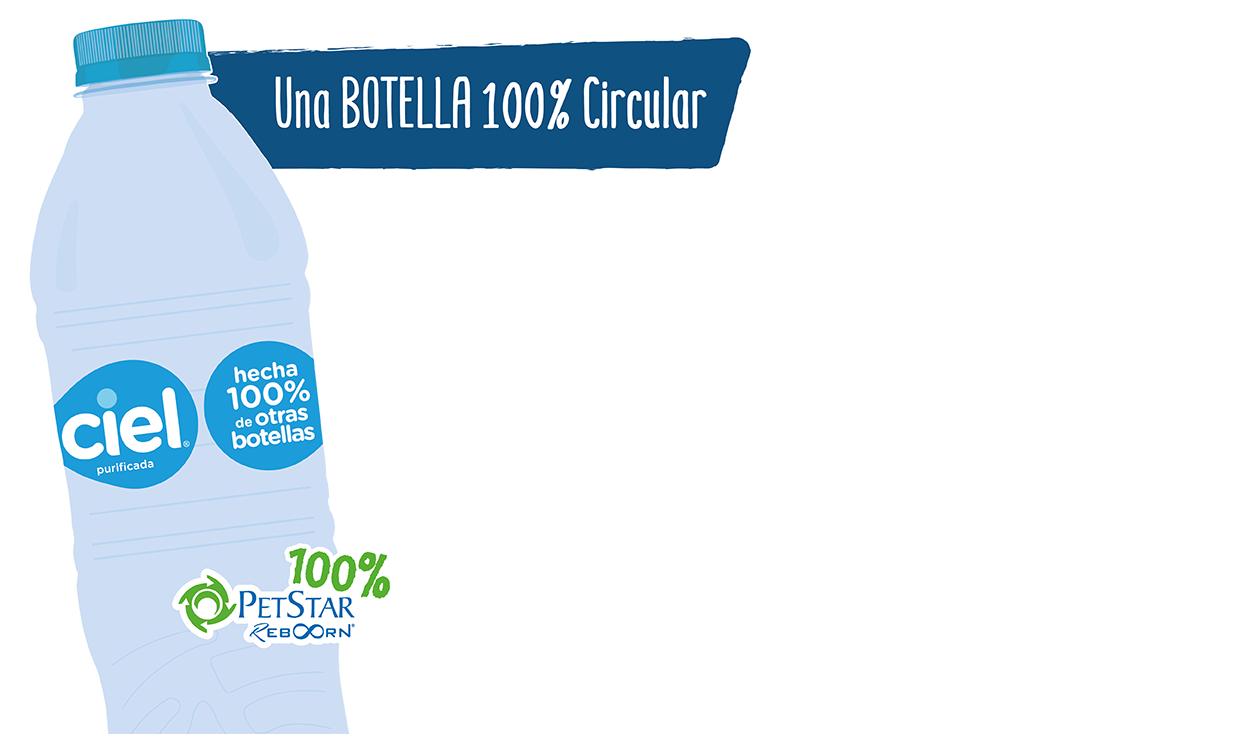 Una BOTELLA 100% Circular
ciel®
purificada
hecha
100%
de otras
botellas
100%
PETSTAR
REBOORN®